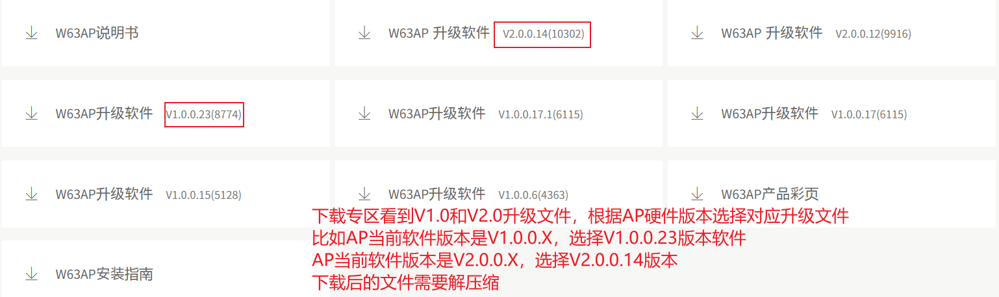 W63AP说明书
W63AP 升级软件 V2.0.0.14(10302)
W63AP 升级软件 V2.0.0.12(9916)
W63AP升级软件 V1.0.0.23(8774)
W63AP升级软件 V1.0.0.17.1(6115)
W63AP升级软件 V1.0.0.17(6115)
W63AP升级软件 V1.0.0.15(5128)
W63AP升级软件 V1.0.0.6(4363)
W63AP产品彩页
下载专区看到V1.0和V2.0升级文件，根据AP硬件版本选择对应升级文件
比如AP当前软件版本是V1.0.0.X，选择V1.0.0.23版本软件
AP当前软件版本是V2.0.0.X，选择V2.0.0.14版本
下载后的文件需要解压缩
W63AP安装指南